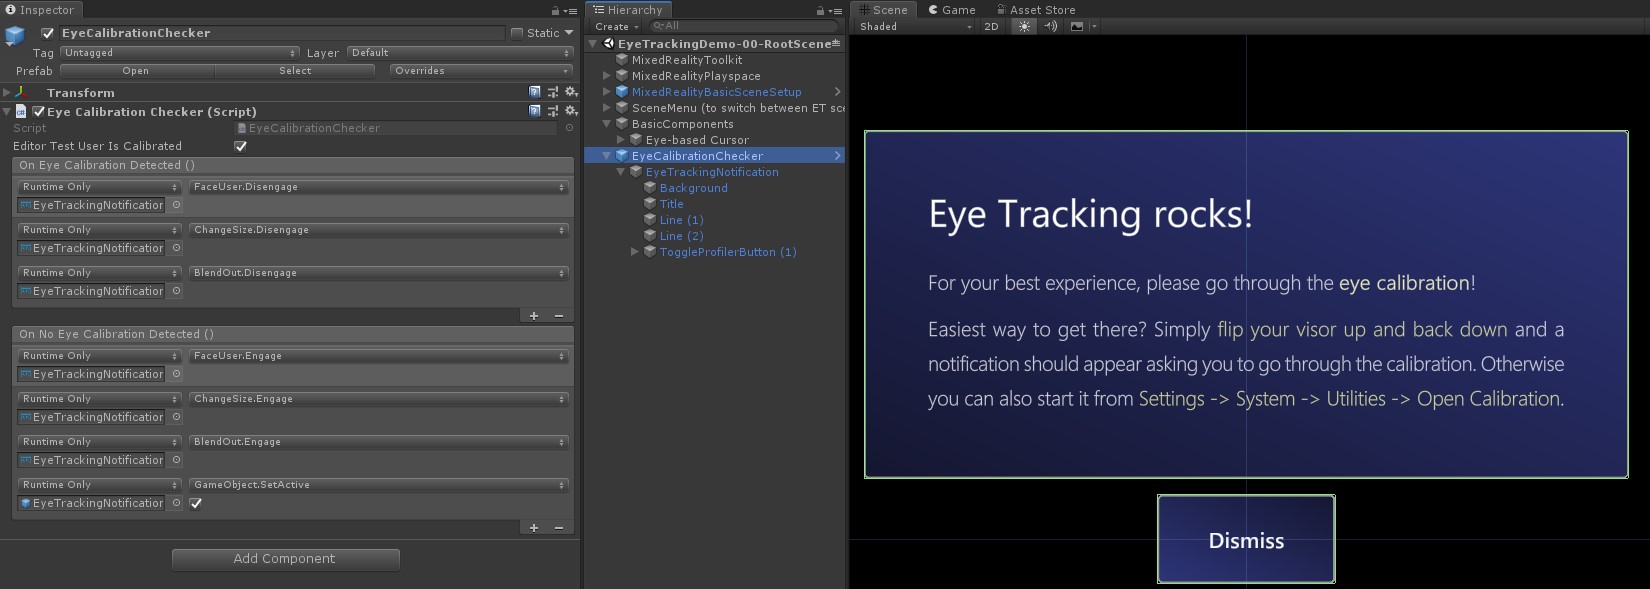 Inspector
EyeCalibrationChecker
Static
Tag Untagged Layer Default
Prefab Open Select Overrides
Transform
Eye Calibration Checker (Script)
Script EyeCalibrationChecker
Editor Test User Is Calibrated
On Eye Calibration Detected ()
Runtime Only FaceUser.Disengage
EyeTrackingNotification
Runtime Only ChangeSize.Disengage
EyeTrackingNotification
Runtime Only BlendOut.Disengage
EyeTrackingNotification
+ −
On No Eye Calibration Detected ()
Runtime Only FaceUser.Engage
EyeTrackingNotification
Runtime Only ChangeSize.Engage
EyeTrackingNotification
Runtime Only BlendOut.Engage
EyeTrackingNotification
Runtime Only GameObject.SetActive
EyeTrackingNotification
+ −
Add Component
Hierarchy
Create All
EyeTrackingDemo-00-RootScene
MixedRealityToolkit
MixedRealityPlayspace
MixedRealityBasicSceneSetup
SceneMenu (to switch between ET sce
BasicComponents
Eye-based Cursor
EyeCalibrationChecker
EyeTrackingNotification
Background
Title
Line (1)
Line (2)
ToggleProfilerButton (1)
Scene Game Asset Store
Shaded 2D
Eye Tracking rocks!
For your best experience, please go through the eye calibration!
Easiest way to get there? Simply flip your visor up and back down and a
notification should appear asking you to go through the calibration. Otherwise
you can also start it from Settings -> System -> Utilities -> Open Calibration.
Dismiss